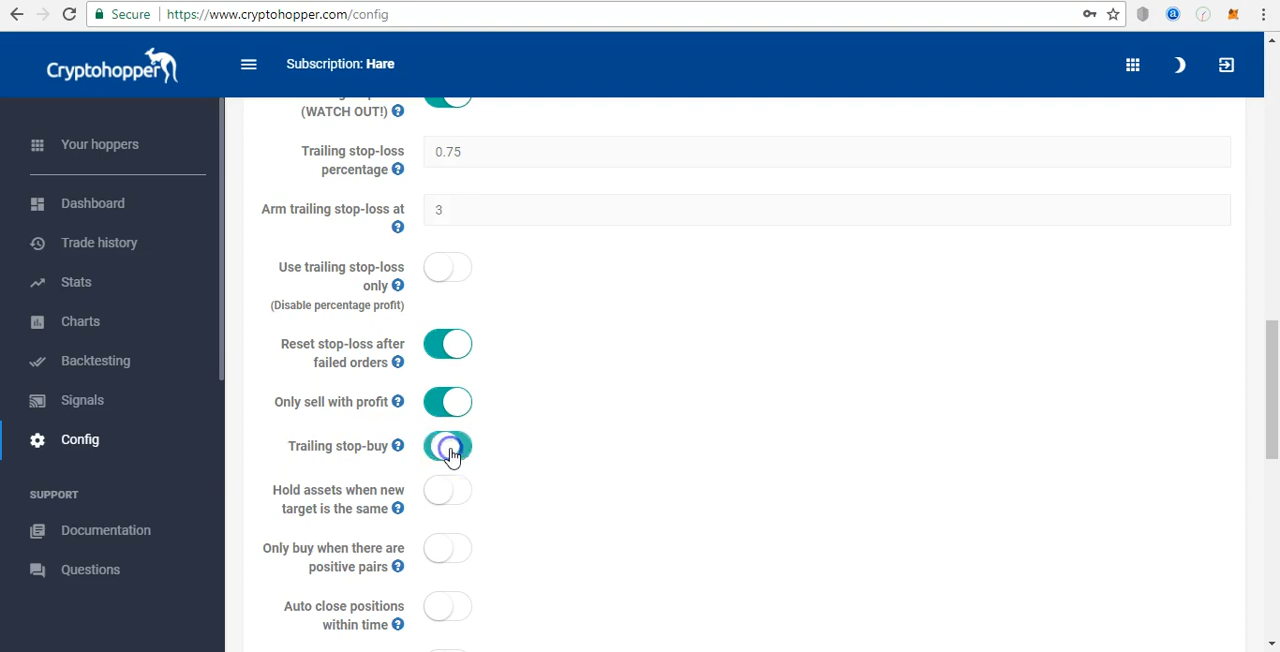 Secure
https://www.cryptohopper.com/config
Cryptohopper
Subscription: Hare
Your hoppers
Dashboard
Trade history
Stats
Charts
Backtesting
Signals
Config
SUPPORT
Documentation
Questions
(WATCH OUT!) ?
Trailing stop-loss
percentage ?
0.75
Arm trailing stop-loss at
?
3
Use trailing stop-loss
only ?
(Disable percentage profit)
Reset stop-loss after
failed orders ?
Only sell with profit ?
Trailing stop-buy ?
Hold assets when new
target is the same ?
Only buy when there are
positive pairs ?
Auto close positions
within time ?